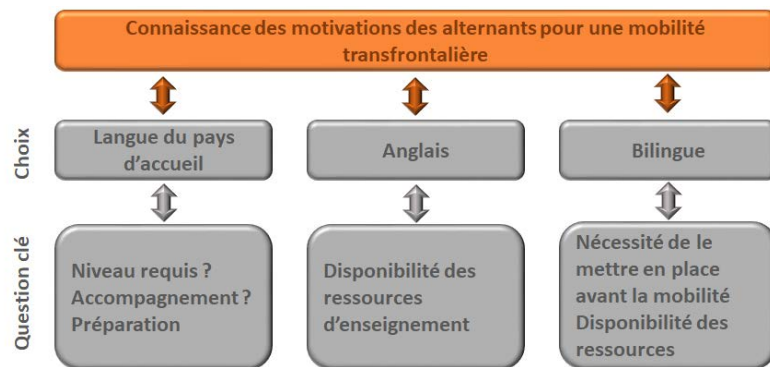 Connaissance des motivations des alternants pour une mobilité
transfrontalière
Choix
Langue du pays
d’accueil
Anglais
Bilingue
Question clé
Niveau requis ?
Accompagnement ?
Préparation
Disponibilité des
ressources
d’enseignement
Nécessité de le
mettre en place
avant la mobilité
Disponibilité des
ressources